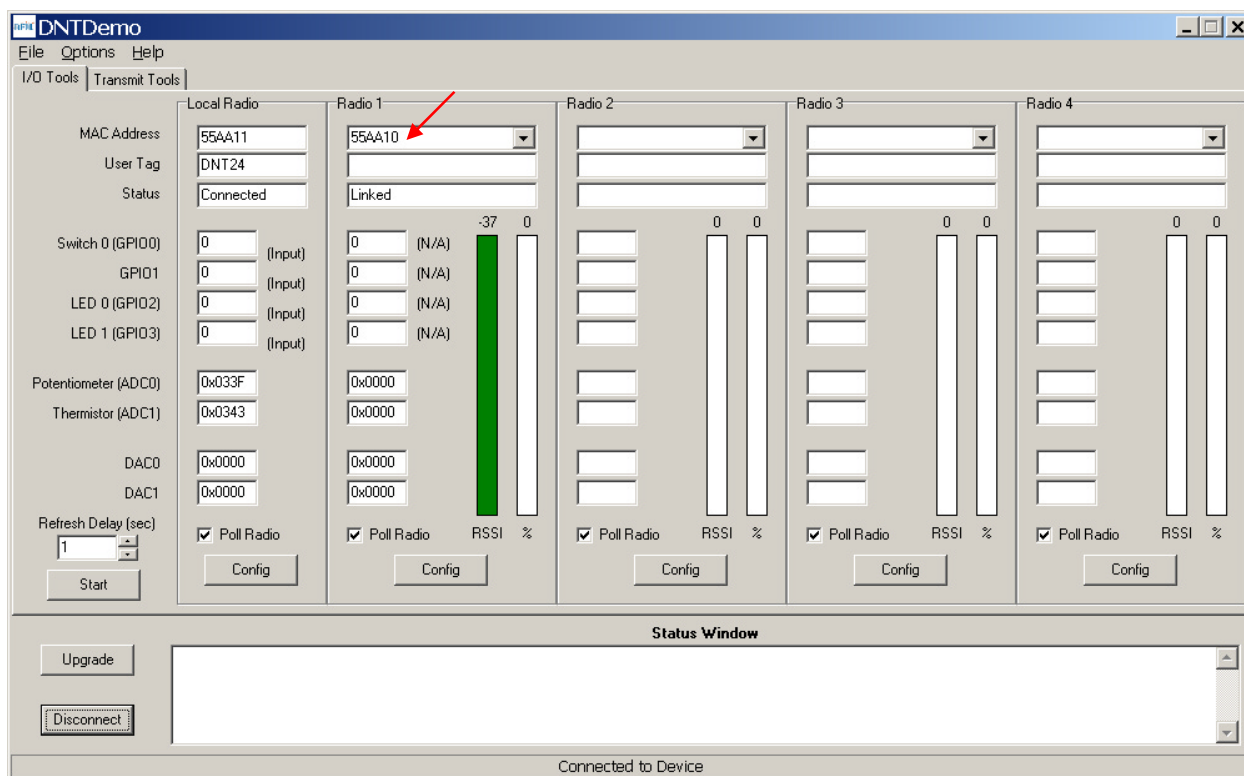 RFM DNTDemo
File Options Help
I/O Tools Transmit Tools
Local Radio Radio 1 Radio 2 Radio 3 Radio 4
MAC Address 55AA11 55AA10
User Tag DNT24
Status Connected Linked
-37 0 0 0 0 0 0 0
Switch 0 (GPIO0) 0 (Input) 0 (N/A)
GPIO1 0 (Input) 0 (N/A)
LED 0 (GPIO2) 0 (Input) 0 (N/A)
LED 1 (GPIO3) 0 (Input) 0 (N/A)
Potentiometer (ADC0) 0x033F 0x0000
Thermistor (ADC1) 0x0343 0x0000
DAC0 0x0000 0x0000
DAC1 0x0000 0x0000
Refresh Delay (sec)
1
Poll Radio Poll Radio RSSI % Poll Radio RSSI % Poll Radio RSSI % Poll Radio RSSI %
Start Config Config Config Config Config
Status Window
Upgrade
Disconnect
Connected to Device